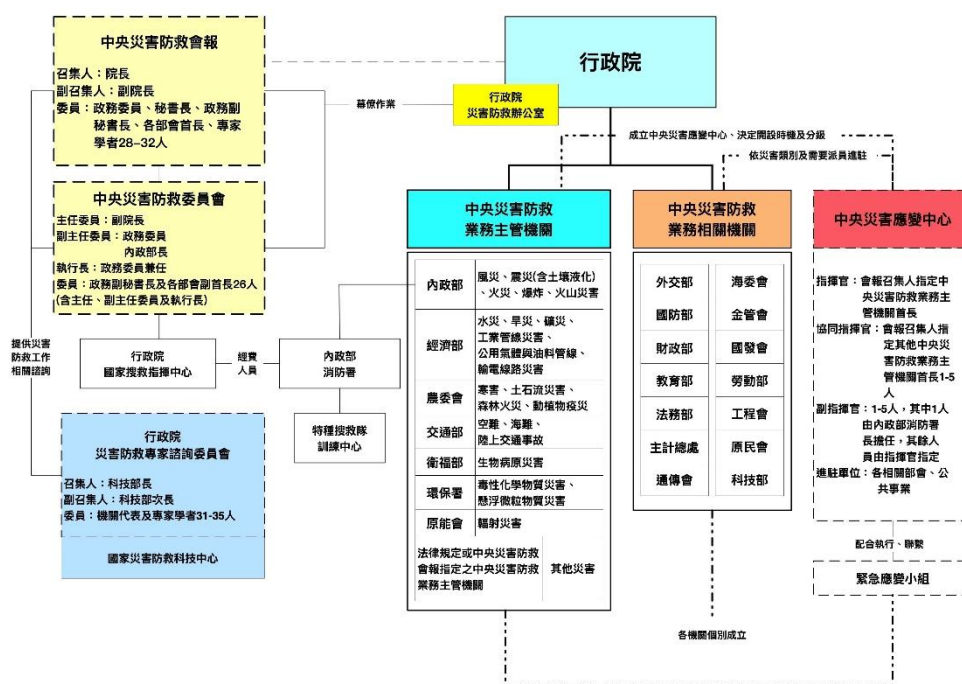 中央災害防救會報
召集人：院長
副召集人：副院長
委員：政務委員、秘書長、政務副
秘書長、各部會首長、專家
學者28–32人
行政院
幕僚作業
行政院
災害防救辦公室
成立中央災害應變中心、決定開設時機及分級
依災害類別及需要派員進駐
中央災害防救委員會
主任委員：副院長
副主任委員：政務委員
內政部長
執行長：政務委員兼任
委員：政務副秘書長及各部會副首長26人
(含主任、副主任委員及執行長)
提供災害
防救工作
相關諮詢
行政院
國家搜救指揮中心
經費
人員
內政部
消防署
特種搜救隊
訓練中心
行政院
災害防救專家諮詢委員會
召集人：科技部長
副召集人：科技部次長
委員：機關代表及專家學者31-35人
國家災害防救科技中心
中央災害防救
業務主管機關
內政部
風災、震災(含土壤液化)
、火災、爆炸、火山災害
經濟部
水災、旱災、礦災、
工業管線災害、
公用氣體與油料管線、
輸電線路災害
農委會
寒害、土石流災害、
森林火災、動植物疫災
交通部
空難、海難、
陸上交通事故
衛福部
生物病原災害
環保署
毒性化學物質災害、
懸浮微粒物質災害
原能會
輻射災害
法律規定或中央災害防救
會報指定之中央災害防救
業務主管機關
其他災害
中央災害防救
業務相關機關
外交部 海委會
國防部 金管會
財政部 國發會
教育部 勞動部
法務部 工程會
主計總處 原民會
通傳會 科技部
各機關個別成立
中央災害應變中心
指揮官：會報召集人指定中
央災害防救業務主
管機關首長
協同指揮官：會報召集人指
定其他中央災
害防救業務主
管機關首長1-5
人
副指揮官：1-5人，其中1人
由內政部消防署
長擔任，其餘人
員由指揮官指定
進駐單位：各相關部會、公
共事業
配合執行、聯繫
緊急應變小組